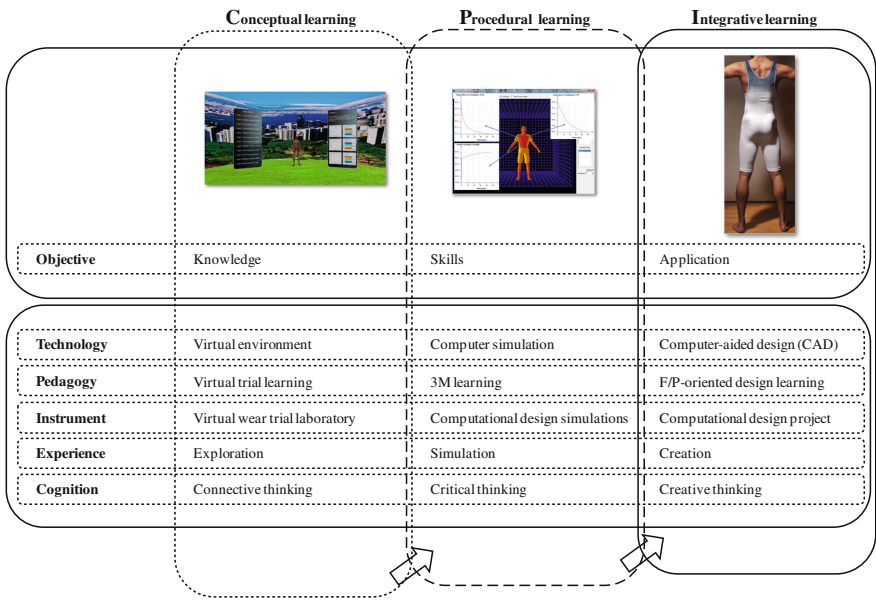 Conceptual learning Procedural learning Integrative learning
Objective Knowledge Skills Application
Technology Virtual environment Computer simulation Computer-aided design (CAD)
Pedagogy Virtual trial learning 3M learning F/P-oriented design learning
Instrument Virtual wear trial laboratory Computational design simulations Computational design project
Experience Exploration Simulation Creation
Cognition Connective thinking Critical thinking Creative thinking